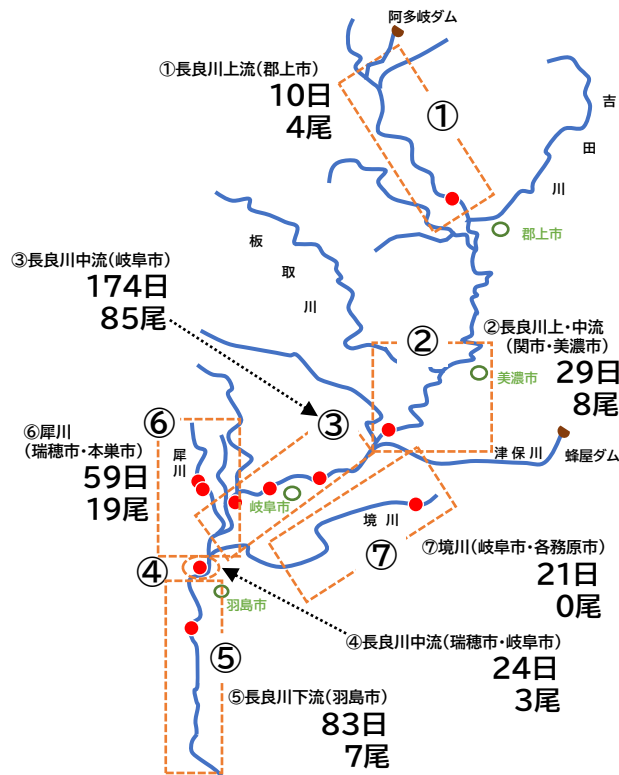 阿多岐ダム
①長良川上流(郡上市)
10日
4尾
①
吉田川
郡上市
板取川
③長良川中流(岐阜市)
174日
85尾
②
②長良川上・中流
(関市・美濃市)
29日
8尾
美濃市
③
⑥
⑥犀川
(瑞穂市・本巣市)
59日
19尾
犀川
津保川
蜂屋ダム
岐阜市
境川
⑦
⑦境川(岐阜市・各務原市)
21日
0尾
④
羽島市
④長良川中流(瑞穂市・岐阜市)
24日
3尾
⑤
⑤長良川下流(羽島市)
83日
7尾